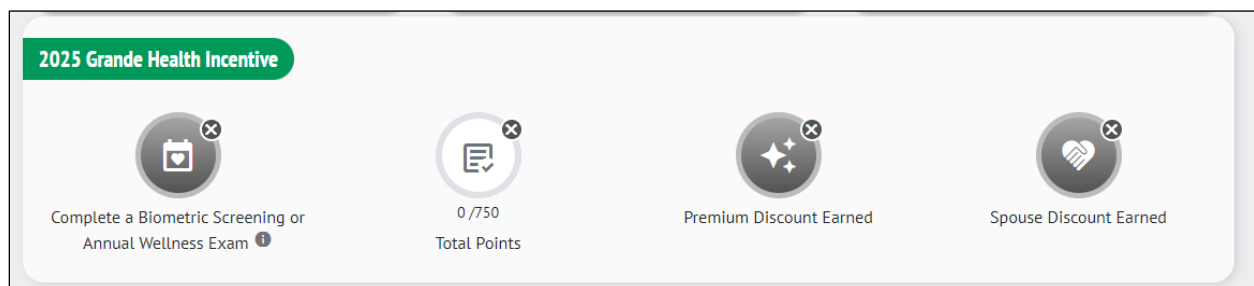 2025 Grande Health Incentive
Complete a Biometric Screening or
Annual Wellness Exam
0 /750
Total Points
Premium Discount Earned
Spouse Discount Earned